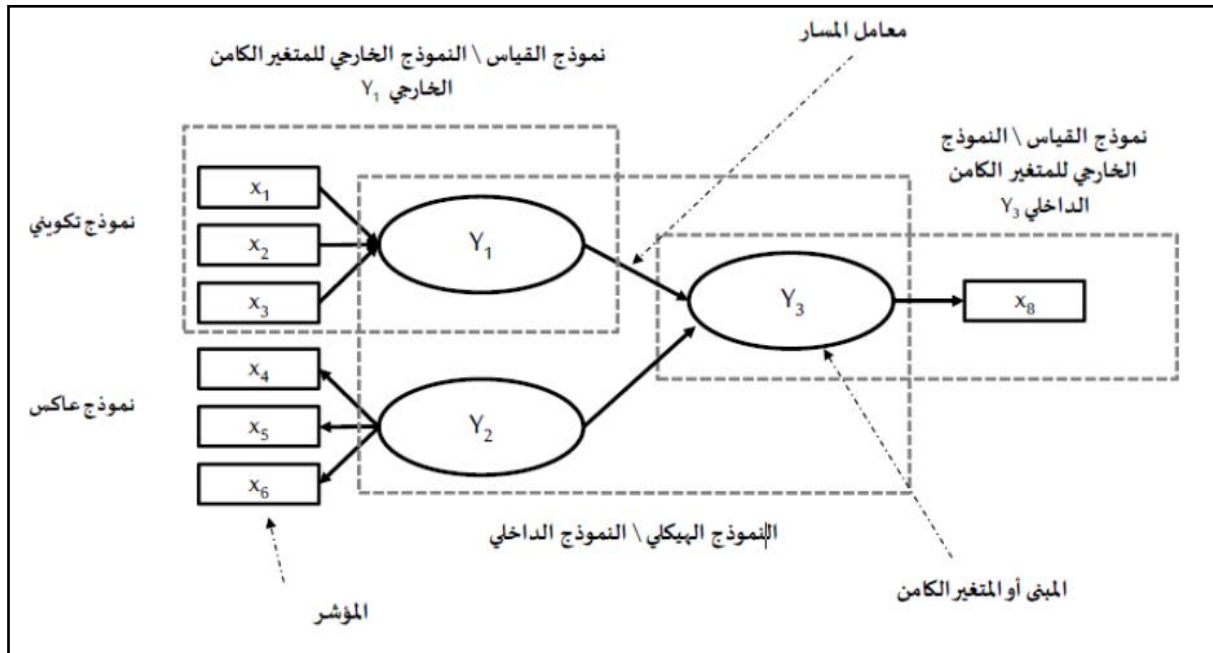 معامل المسار
نموذج القياس \ النموذج الخارجي للمتغير الكامن
الخارجي Y₁
نموذج القياس \ النموذج
الخارجي للمتغير الكامن
الداخلي Y₃
نموذج تكويني
x₁
x₂
x₃
Y₁
Y₃
x₈
نموذج عاكس
x₄
x₅
x₆
Y₂
النموذج الهيكلي \ النموذج الداخلي
المؤشر
المبنى أو المتغير الكامن